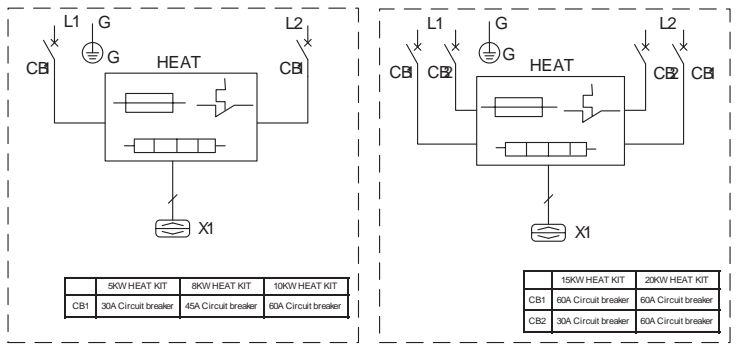 L1 G L2
G
CB1 CB1
HEAT
X1
5KW HEAT KIT 8KW HEAT KIT 10KW HEAT KIT
CB1 30A Circuit breaker 45A Circuit breaker 60A Circuit breaker
L1 G L2
G
CB1 CB2 CB2 CB1
HEAT
X1
15KW HEAT KIT 20KW HEAT KIT
CB1 60A Circuit breaker 60A Circuit breaker
CB2 30A Circuit breaker 60A Circuit breaker